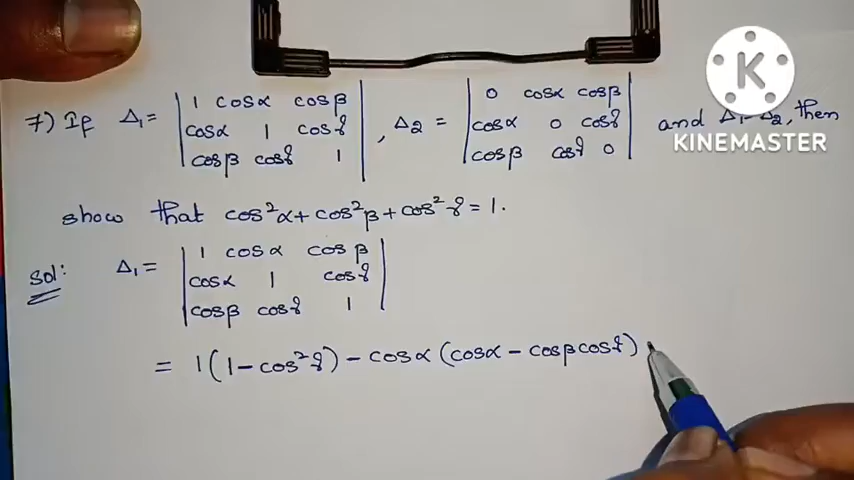 7) If Δ₁ = | 1 cosα cosβ | , Δ₂ = | 0 cosα cosβ | and Δ₁ = Δ₂, then
| cosα 1 cosγ | | cosα 0 cosγ |
| cosβ cosγ 1 | | cosβ cosγ 0 |
K
KINEMASTER
show that cos²α + cos²β + cos²γ = 1.
Sol: Δ₁ = | 1 cosα cosβ |
| cosα 1 cosγ |
| cosβ cosγ 1 |
= 1(1 - cos²γ) - cosα (cosα - cosβ cosγ)